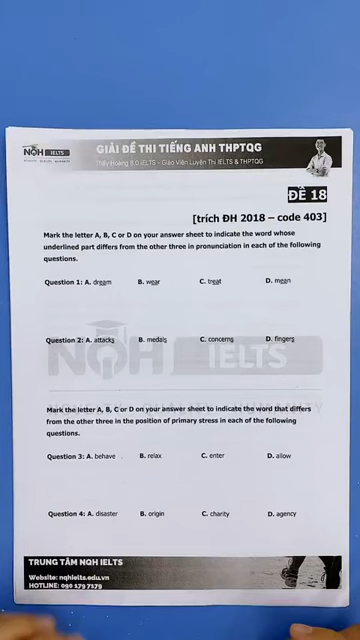 NQH IELTS
GIẢI ĐỀ THI TIẾNG ANH THPTQG
Thầy Hoàng 8.0 IELTS - Giáo Viên Luyện Thi IELTS & THPTQG
ĐỀ 18
[trích ĐH 2018 – code 403]
Mark the letter A, B, C or D on your answer sheet to indicate the word whose
underlined part differs from the other three in pronunciation in each of the following
questions.
Question 1: A. dream B. wear C. treat D. mean
Question 2: A. attacks B. medals C. concerns D. fingers
NQH IELTS
Mark the letter A, B, C or D on your answer sheet to indicate the word that differs
from the other three in the position of primary stress in each of the following
questions.
Question 3: A. behave B. relax C. enter D. allow
Question 4: A. disaster B. origin C. charity D. agency
TRUNG TÂM NQH IELTS
Website: nqhielts.edu.vn
HOTLINE: 090 179 7179